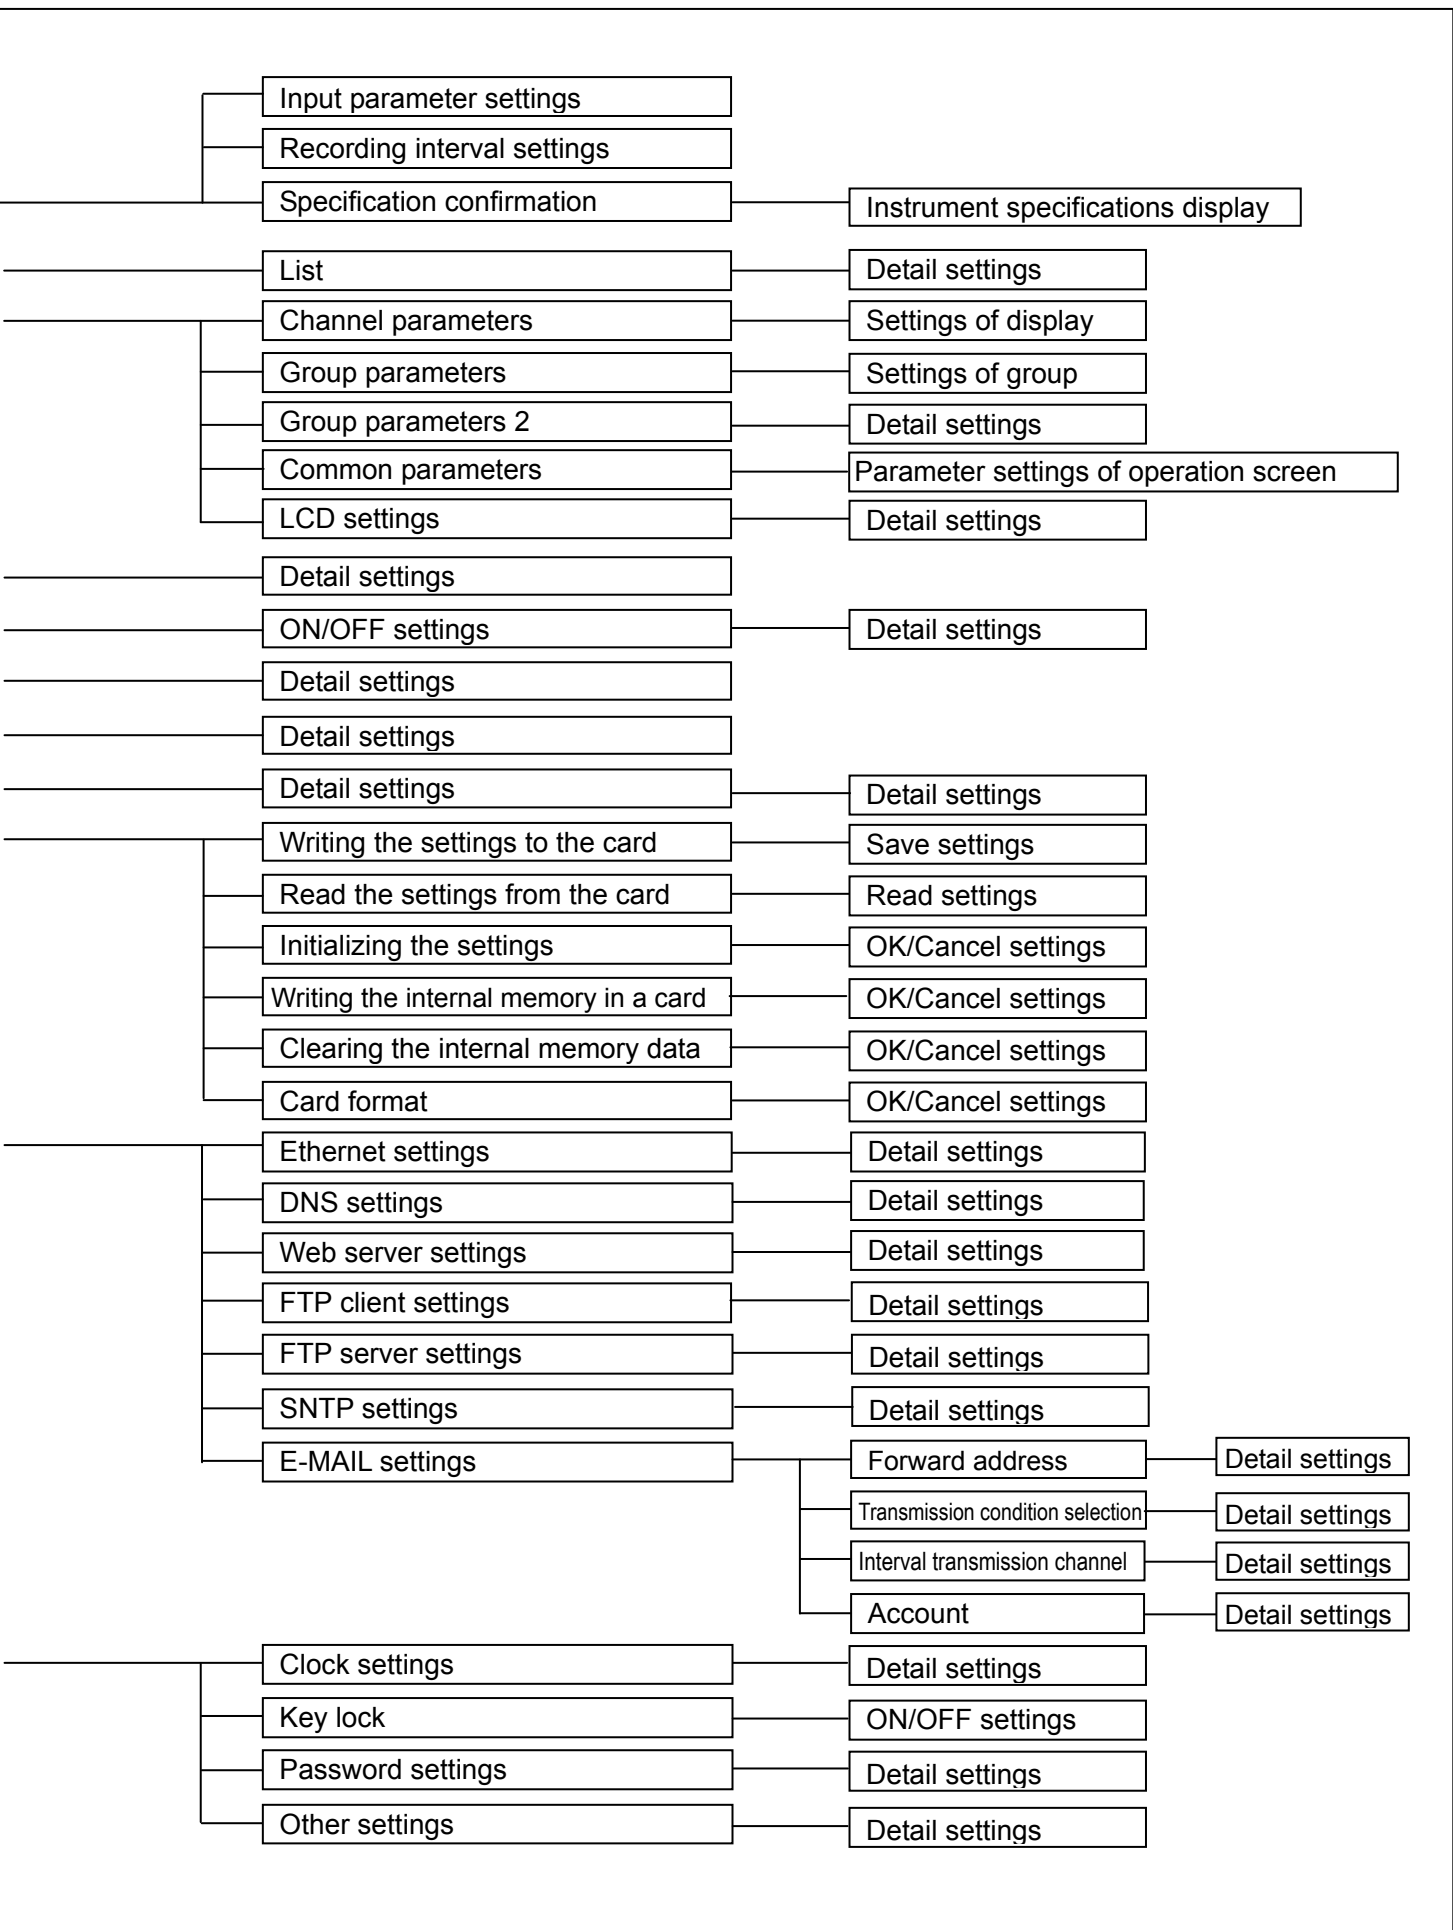 Input parameter settings
Recording interval settings
Specification confirmation
Instrument specifications display
List
Detail settings
Channel parameters
Settings of display
Group parameters
Settings of group
Group parameters 2
Detail settings
Common parameters
Parameter settings of operation screen
LCD settings
Detail settings
Detail settings
ON/OFF settings
Detail settings
Detail settings
Detail settings
Detail settings
Detail settings
Writing the settings to the card
Save settings
Read the settings from the card
Read settings
Initializing the settings
OK/Cancel settings
Writing the internal memory in a card
OK/Cancel settings
Clearing the internal memory data
OK/Cancel settings
Card format
OK/Cancel settings
Ethernet settings
Detail settings
DNS settings
Detail settings
Web server settings
Detail settings
FTP client settings
Detail settings
FTP server settings
Detail settings
SNTP settings
Detail settings
E-MAIL settings
Forward address
Detail settings
Transmission condition selection
Detail settings
Interval transmission channel
Detail settings
Account
Detail settings
Clock settings
Detail settings
Key lock
ON/OFF settings
Password settings
Detail settings
Other settings
Detail settings